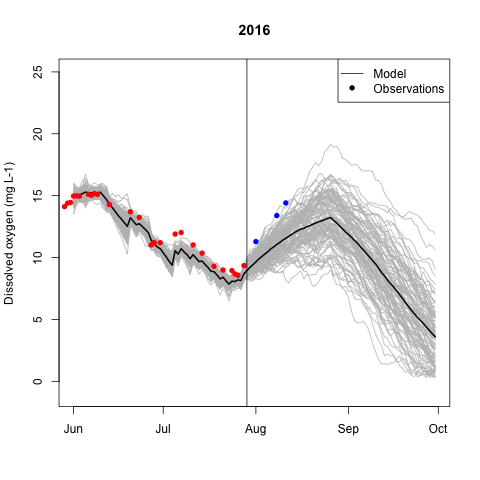 2016
Dissolved oxygen (mg L-1)
25
20
15
10
5
0
Jun
Jul
Aug
Sep
Oct
Model
Observations